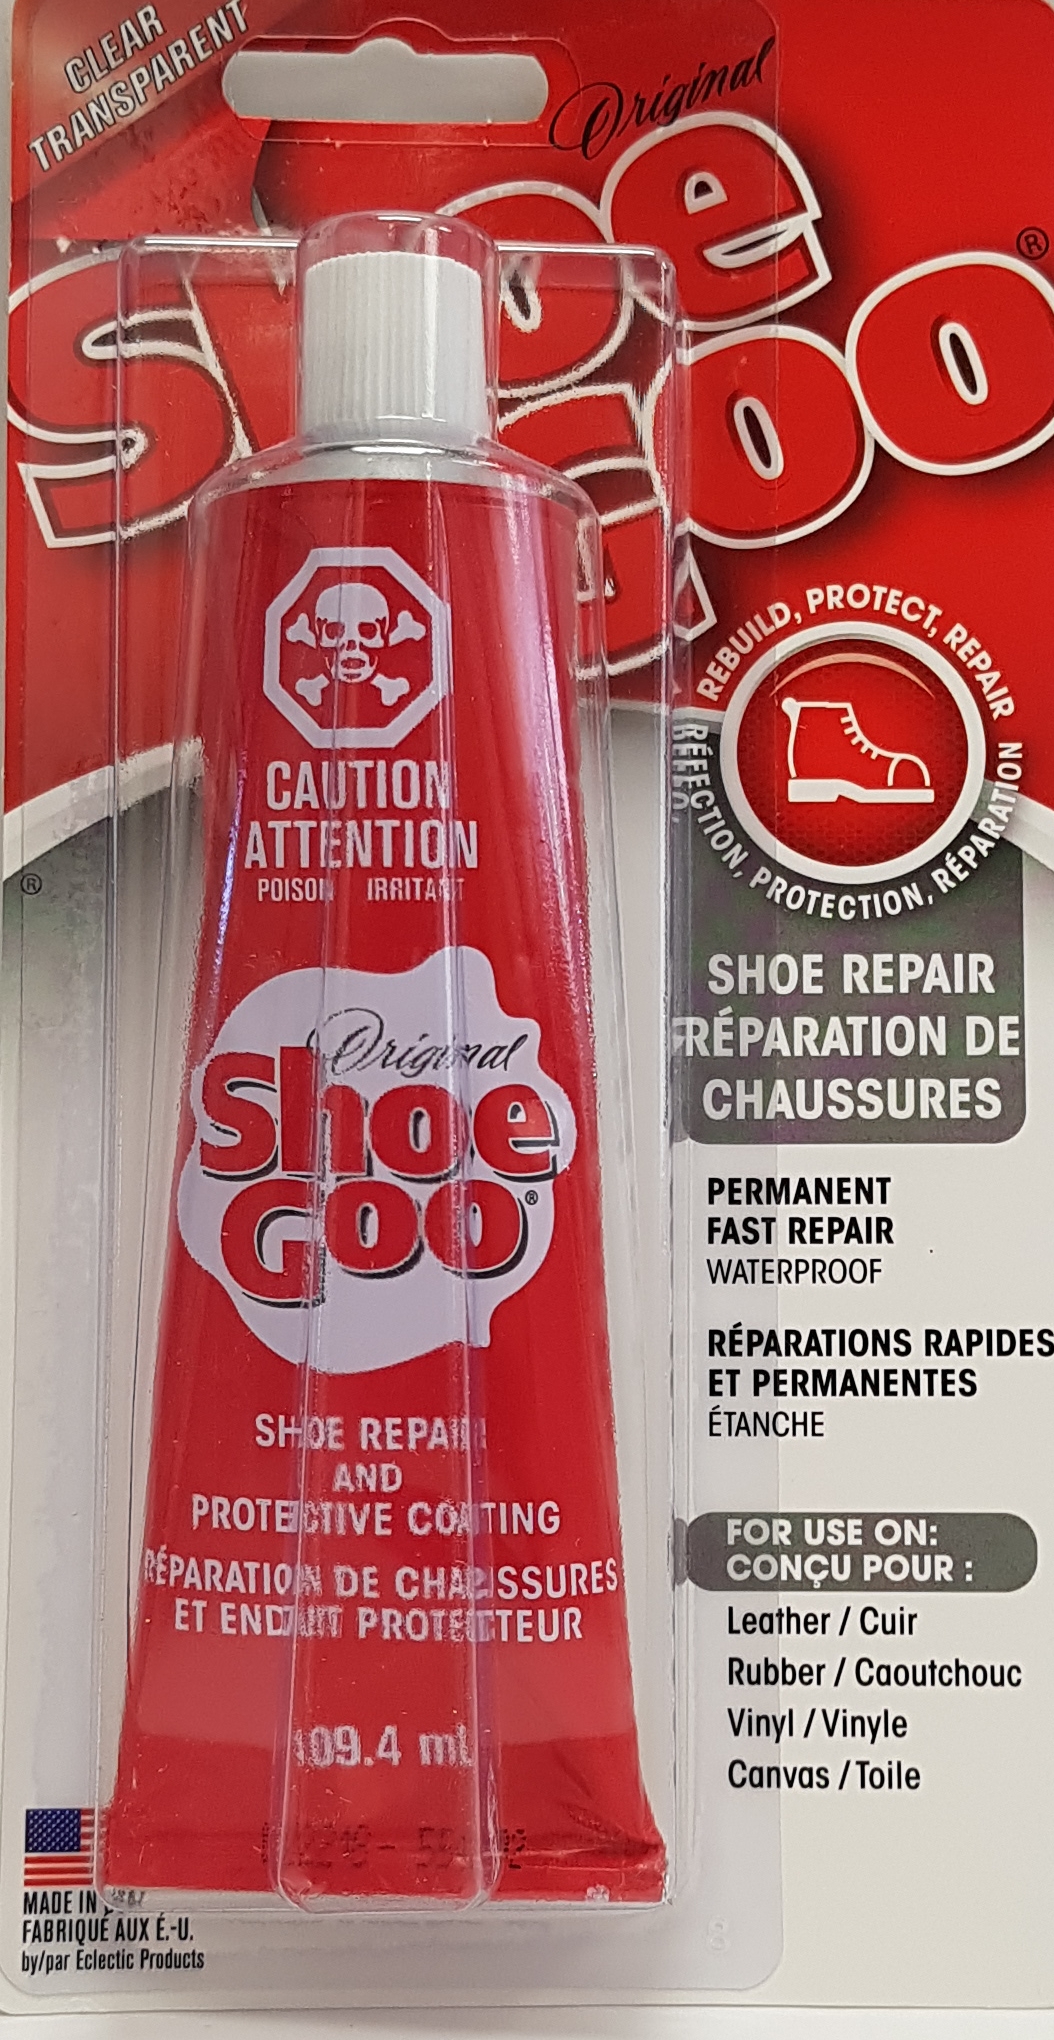 CLEAR
TRANSPARENT
Original
Shoe
Goo
®
REBUILD, PROTECT, REPAIR
RÉFECTION, PROTECTION, RÉPARATION
CAUTION
ATTENTION
POISON IRRITANT
®
SHOE REPAIR
RÉPARATION DE
CHAUSSURES
Original
Shoe
Goo®
PERMANENT
FAST REPAIR
WATERPROOF
RÉPARATIONS RAPIDES
ET PERMANENTES
ÉTANCHE
SHOE REPAIR
AND
PROTECTIVE COATING
RÉPARATION DE CHAUSSURES
ET ENDUIT PROTECTEUR
FOR USE ON:
CONÇU POUR :
Leather / Cuir
Rubber / Caoutchouc
Vinyl / Vinyle
Canvas / Toile
109.4 mL
MADE IN USA/
FABRIQUÉ AUX É.-U.
by/par Eclectic Products